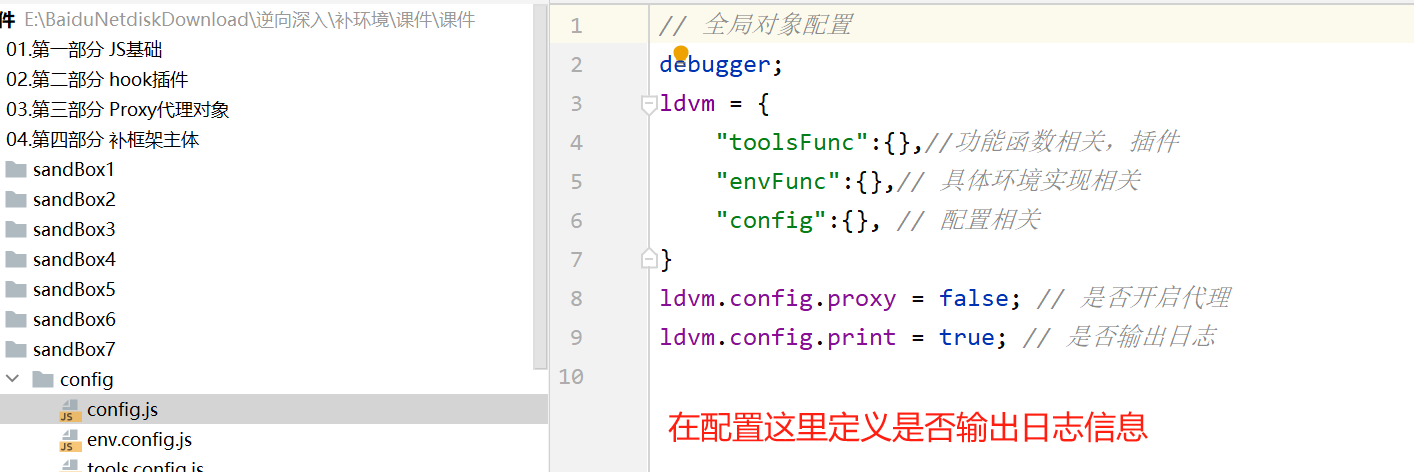 件 E:\BaiduNetdiskDownload\逆向深入\补环境\课件\课件
01.第一部分 JS基础
02.第二部分 hook插件
03.第三部分 Proxy代理对象
04.第四部分 补框架主体
sandBox1
sandBox2
sandBox3
sandBox4
sandBox5
sandBox6
sandBox7
config
JS config.js
JS env.config.js
tools.config.js
1 // 全局对象配置
2 debugger;
3 ldvm = {
4 "toolsFunc":{},//功能函数相关，插件
5 "envFunc":{},// 具体环境实现相关
6 "config":{}, // 配置相关
7 }
8 ldvm.config.proxy = false; // 是否开启代理
9 ldvm.config.print = true; // 是否输出日志
10
在配置这里定义是否输出日志信息